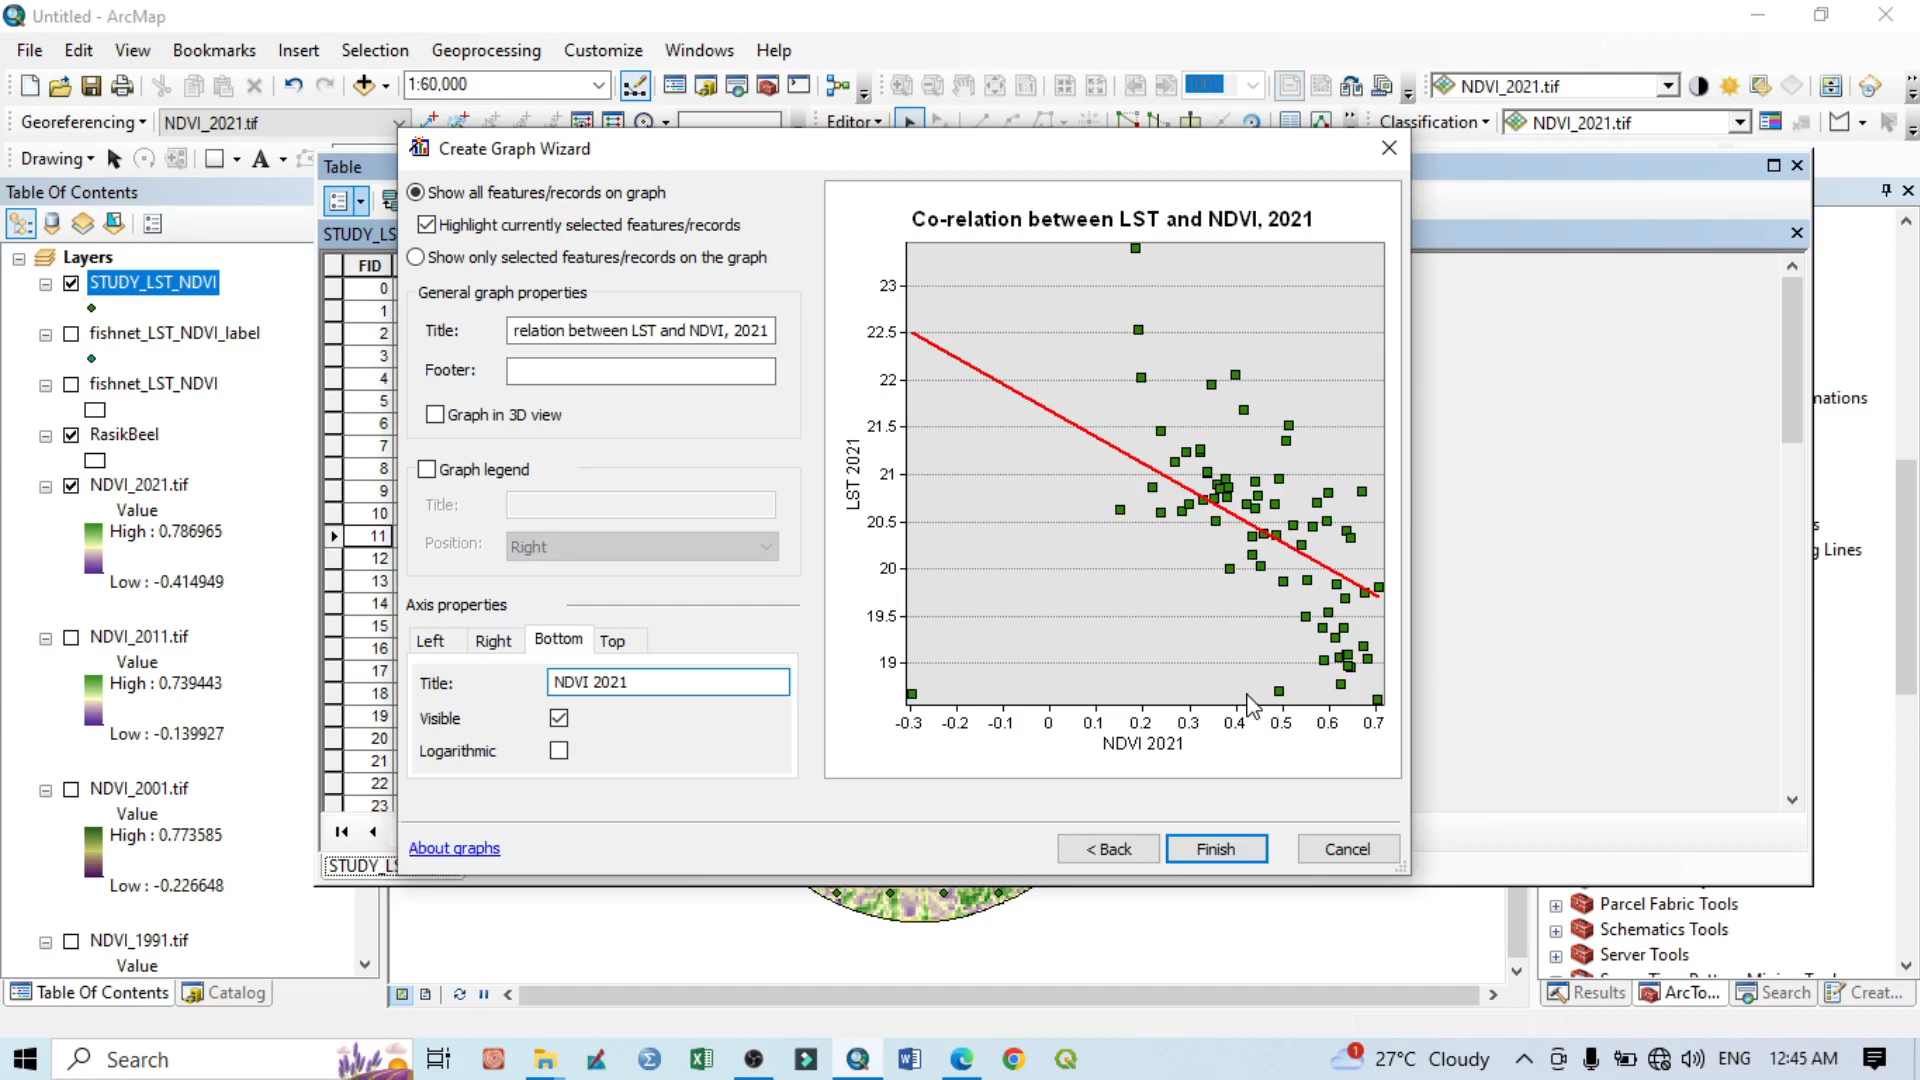 Untitled - ArcMap
File Edit View Bookmarks Insert Selection Geoprocessing Customize Windows Help
1:60,000
NDVI_2021.tif
Georeferencing
NDVI_2021.tif
Editor
Classification
NDVI_2021.tif
Drawing
A
Table Of Contents
Layers
STUDY_LST_NDVI
fishnet_LST_NDVI_label
fishnet_LST_NDVI
RasikBeel
NDVI_2021.tif
Value
High : 0.786965
Low : -0.414949
NDVI_2011.tif
Value
High : 0.739443
Low : -0.139927
NDVI_2001.tif
Value
High : 0.773585
Low : -0.226648
NDVI_1991.tif
Value
Table Of Contents
Catalog
Table
STUDY_LS
FID
0
1
2
3
4
5
6
7
8
9
10
11
12
13
14
15
16
17
18
19
20
21
22
23
STUDY_LS
Create Graph Wizard
Show all features/records on graph
Highlight currently selected features/records
Show only selected features/records on the graph
General graph properties
Title: relation between LST and NDVI, 2021
Footer:
Graph in 3D view
Graph legend
Title:
Position: Right
Axis properties
Left Right Bottom Top
Title: NDVI 2021
Visible
Logarithmic
About graphs
< Back Finish Cancel
Co-relation between LST and NDVI, 2021
23
22.5
22
21.5
21
20.5
20
19.5
19
LST 2021
-0.3 -0.2 -0.1 0 0.1 0.2 0.3 0.4 0.5 0.6 0.7
NDVI 2021
mations
s
g Lines
Parcel Fabric Tools
Schematics Tools
Server Tools
Results ArcTo... Search Creat...
Search
1
27°C Cloudy
ENG
12:45 AM